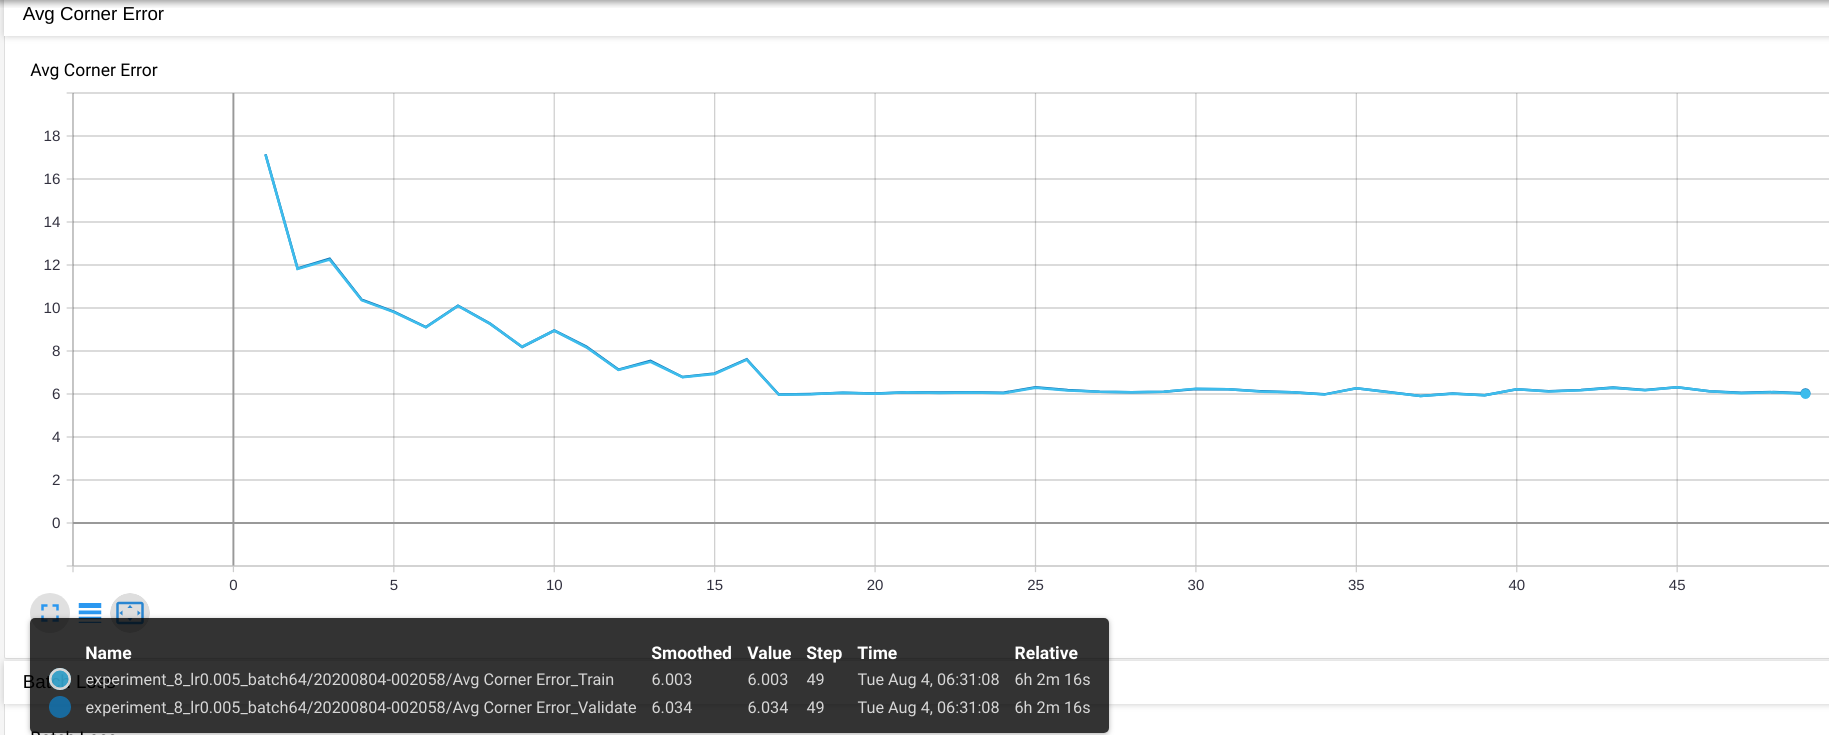 Avg Corner Error
Avg Corner Error
18
16
14
12
10
8
6
4
2
0
0 5 10 15 20 25 30 35 40 45
Name Smoothed Value Step Time Relative
experiment_8_lr0.005_batch64/20200804-002058/Avg Corner Error_Train 6.003 6.003 49 Tue Aug 4, 06:31:08 6h 2m 16s
experiment_8_lr0.005_batch64/20200804-002058/Avg Corner Error_Validate 6.034 6.034 49 Tue Aug 4, 06:31:08 6h 2m 16s